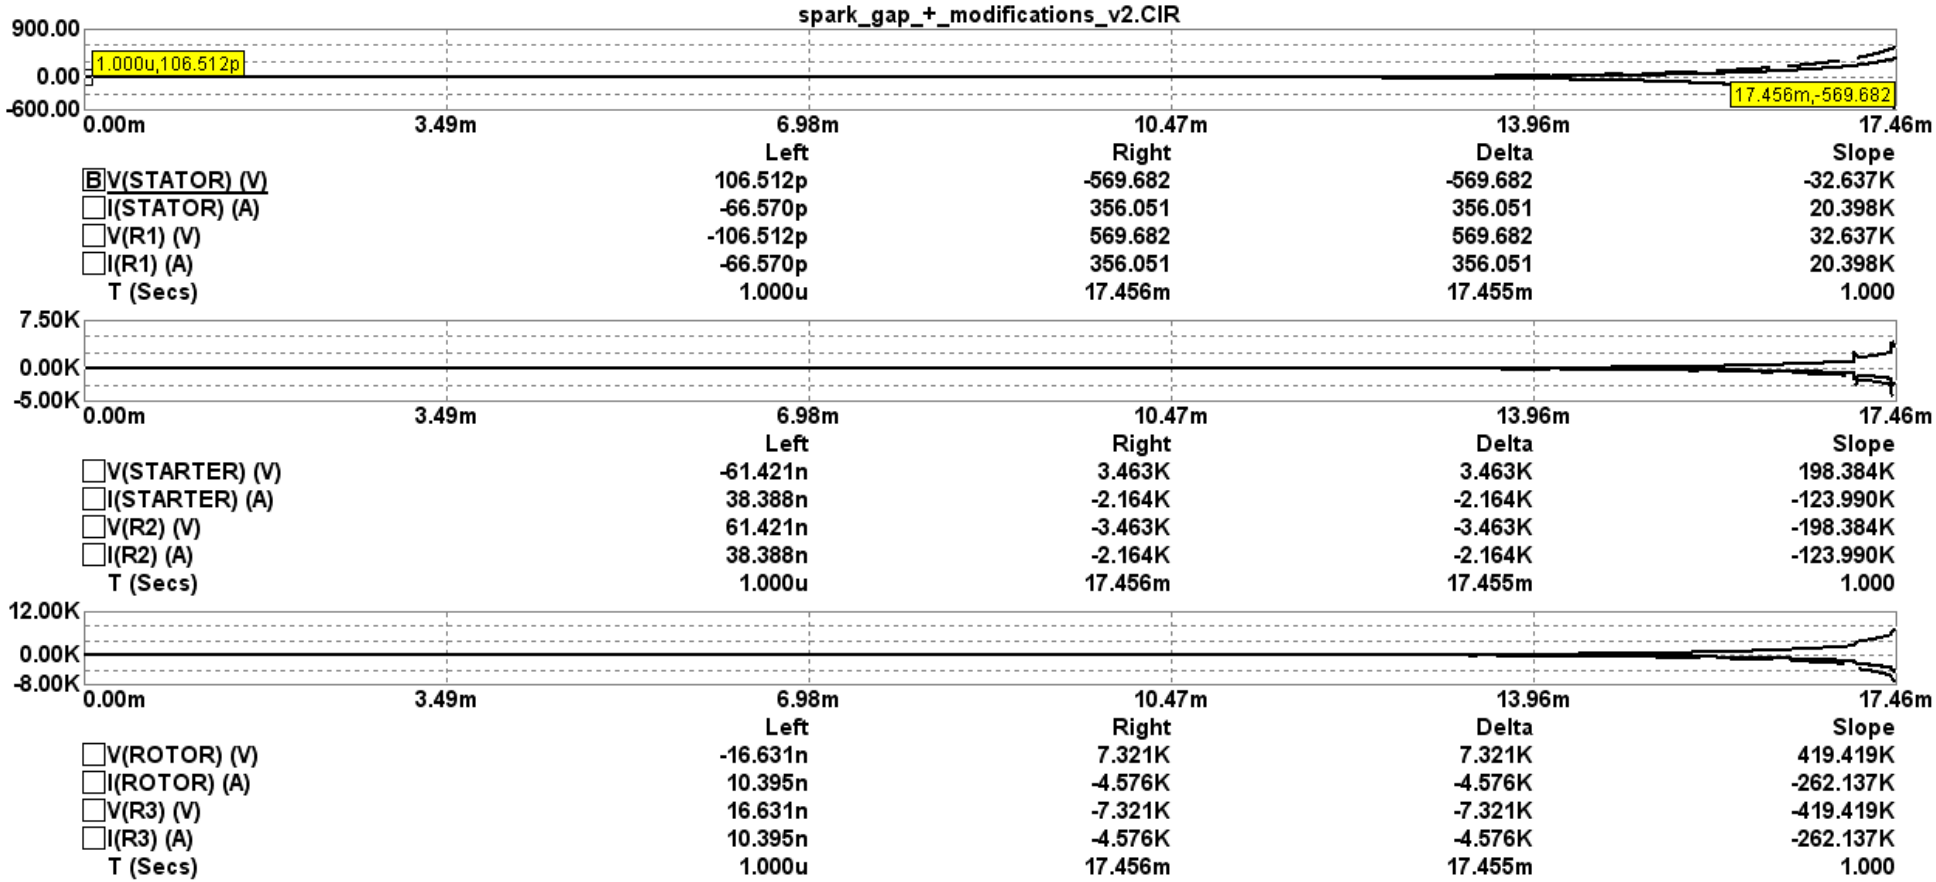 spark_gap_+_modifications_v2.CIR
900.00
1.000u,106.512p
0.00
17.456m,-569.682
-600.00
0.00m 3.49m 6.98m 10.47m 13.96m 17.46m
Left Right Delta Slope
B V(STATOR) (V) 106.512p -569.682 -569.682 -32.637K
I(STATOR) (A) -66.570p 356.051 356.051 20.398K
V(R1) (V) -106.512p 569.682 569.682 32.637K
I(R1) (A) -66.570p 356.051 356.051 20.398K
T (Secs) 1.000u 17.456m 17.455m 1.000
7.50K
0.00K
-5.00K
0.00m 3.49m 6.98m 10.47m 13.96m 17.46m
Left Right Delta Slope
V(STARTER) (V) -61.421n 3.463K 3.463K 198.384K
I(STARTER) (A) 38.388n -2.164K -2.164K -123.990K
V(R2) (V) 61.421n -3.463K -3.463K -198.384K
I(R2) (A) 38.388n -2.164K -2.164K -123.990K
T (Secs) 1.000u 17.456m 17.455m 1.000
12.00K
0.00K
-8.00K
0.00m 3.49m 6.98m 10.47m 13.96m 17.46m
Left Right Delta Slope
V(ROTOR) (V) -16.631n 7.321K 7.321K 419.419K
I(ROTOR) (A) 10.395n -4.576K -4.576K -262.137K
V(R3) (V) 16.631n -7.321K -7.321K -419.419K
I(R3) (A) 10.395n -4.576K -4.576K -262.137K
T (Secs) 1.000u 17.456m 17.455m 1.000